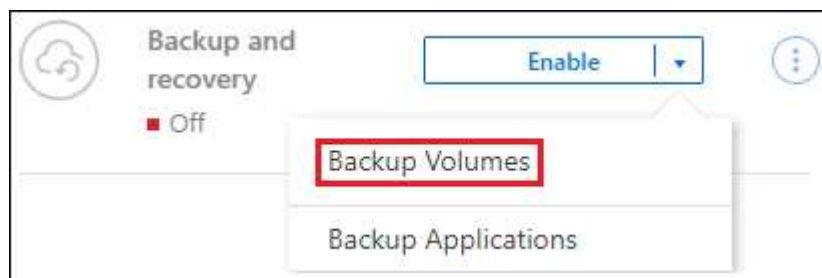 Backup and
recovery
Enable
Off
Backup Volumes
Backup Applications